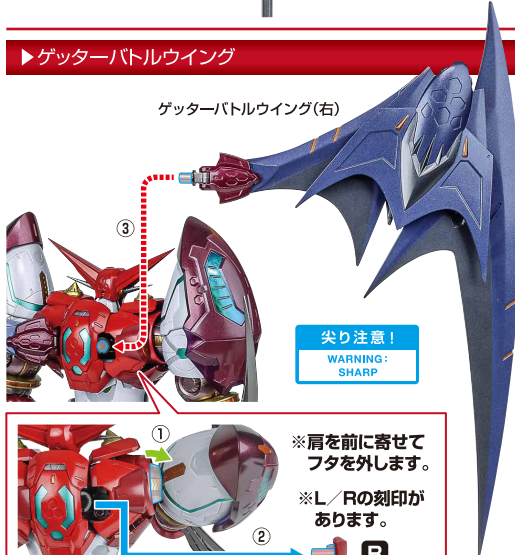 ▶ゲッターバトルウイング
ゲッターバトルウイング（右）
③
尖り注意！
WARNING:
SHARP
①
※肩を前に寄せて
フタを外します。
※L／Rの刻印が
あります。
②
R